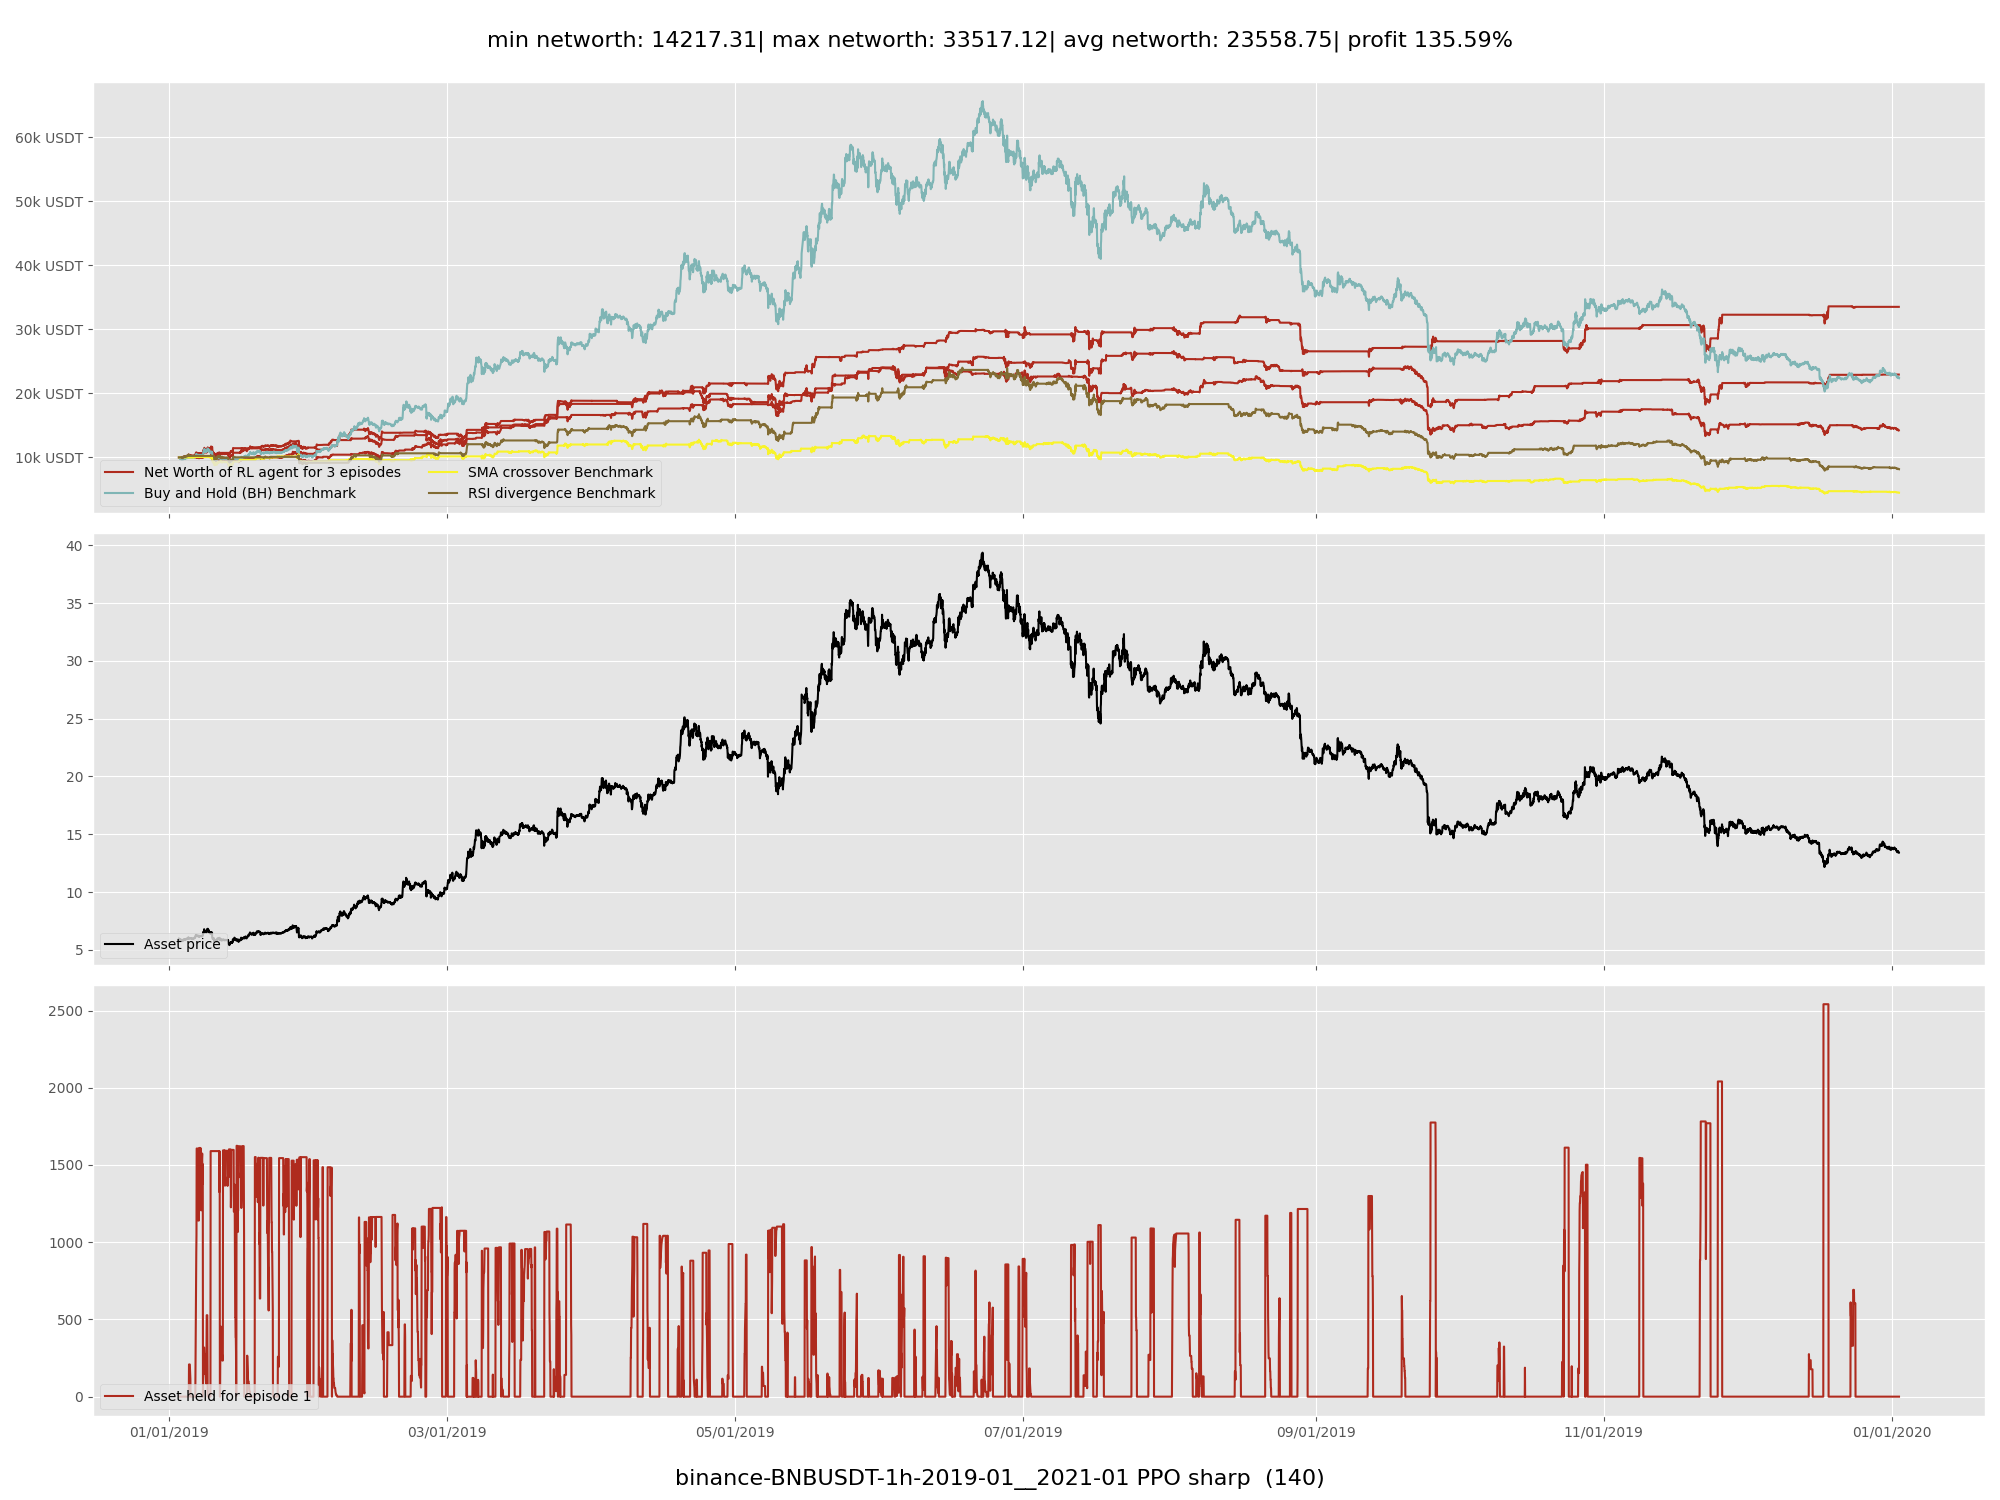 min networth: 14217.31| max networth: 33517.12| avg networth: 23558.75| profit 135.59%
60k USDT
50k USDT
40k USDT
30k USDT
20k USDT
10k USDT
Net Worth of RL agent for 3 episodes
Buy and Hold (BH) Benchmark
SMA crossover Benchmark
RSI divergence Benchmark
40
35
30
25
20
15
10
5
Asset price
2500
2000
1500
1000
500
0
Asset held for episode 1
01/01/2019 03/01/2019 05/01/2019 07/01/2019 09/01/2019 11/01/2019 01/01/2020
binance-BNBUSDT-1h-2019-01__2021-01 PPO sharp (140)